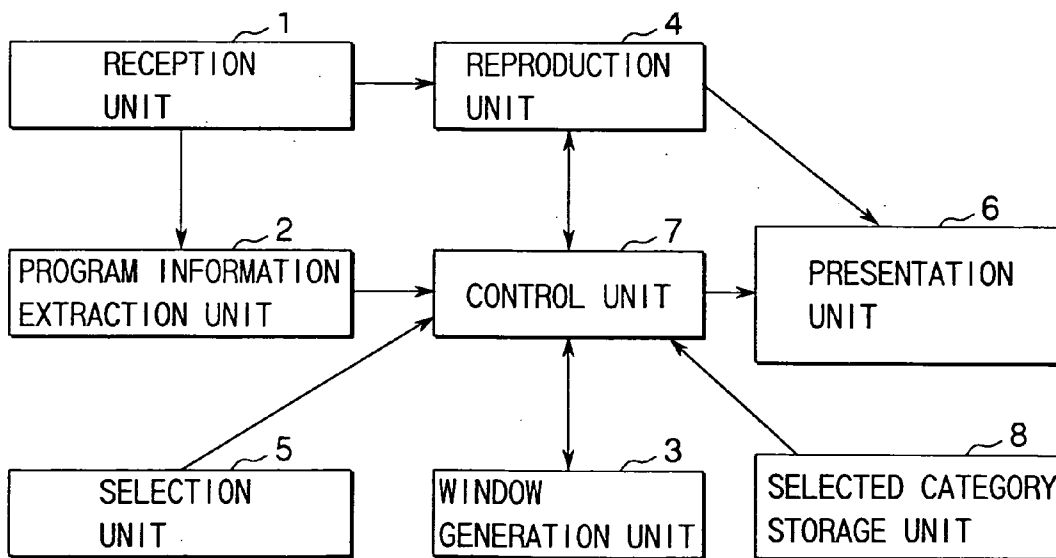 1
RECEPTION
UNIT
4
REPRODUCTION
UNIT
2
PROGRAM INFORMATION
EXTRACTION UNIT
7
CONTROL UNIT
6
PRESENTATION
UNIT
5
SELECTION
UNIT
3
WINDOW
GENERATION UNIT
8
SELECTED CATEGORY
STORAGE UNIT